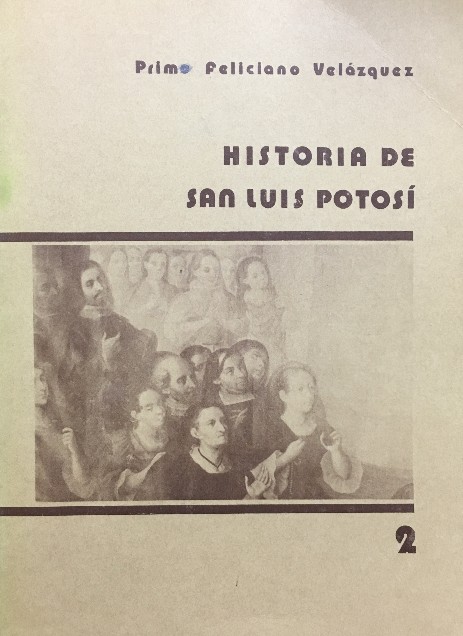 Primo Feliciano Velázquez
HISTORIA DE
SAN LUIS POTOSÍ
2